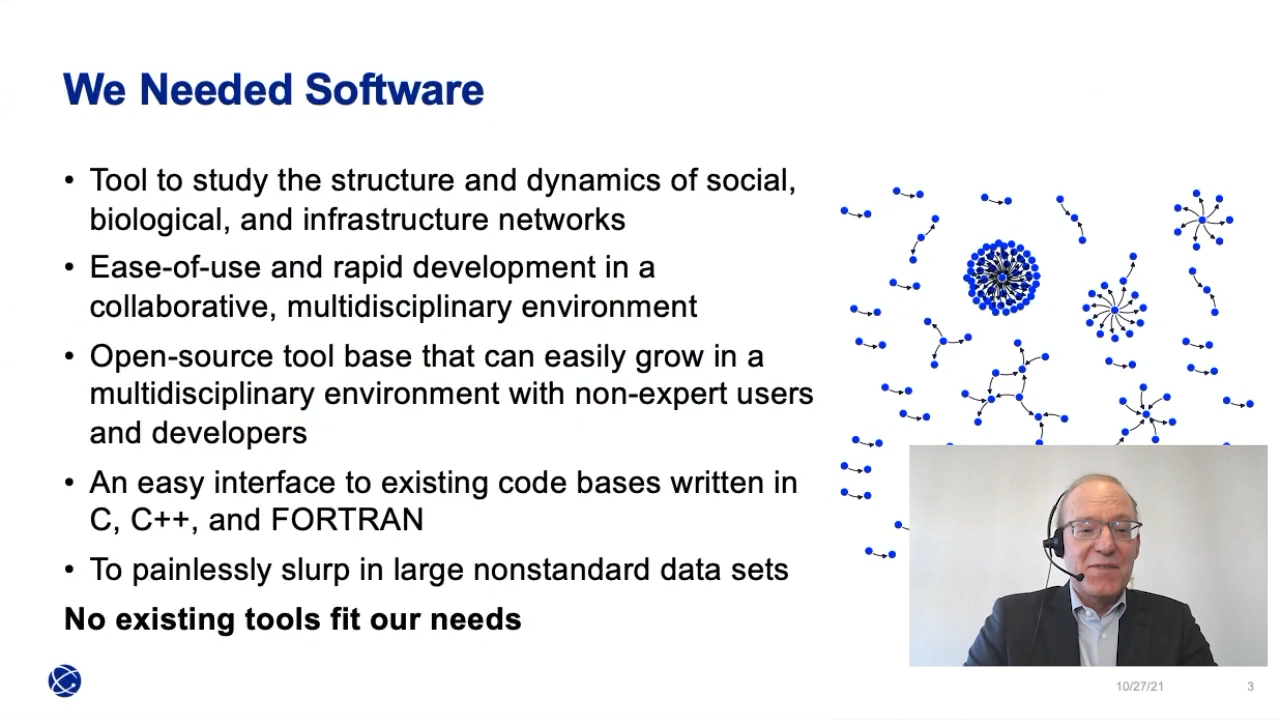 We Needed Software
• Tool to study the structure and dynamics of social,
biological, and infrastructure networks
• Ease-of-use and rapid development in a
collaborative, multidisciplinary environment
• Open-source tool base that can easily grow in a
multidisciplinary environment with non-expert users
and developers
• An easy interface to existing code bases written in
C, C++, and FORTRAN
• To painlessly slurp in large nonstandard data sets
No existing tools fit our needs
10/27/21
3